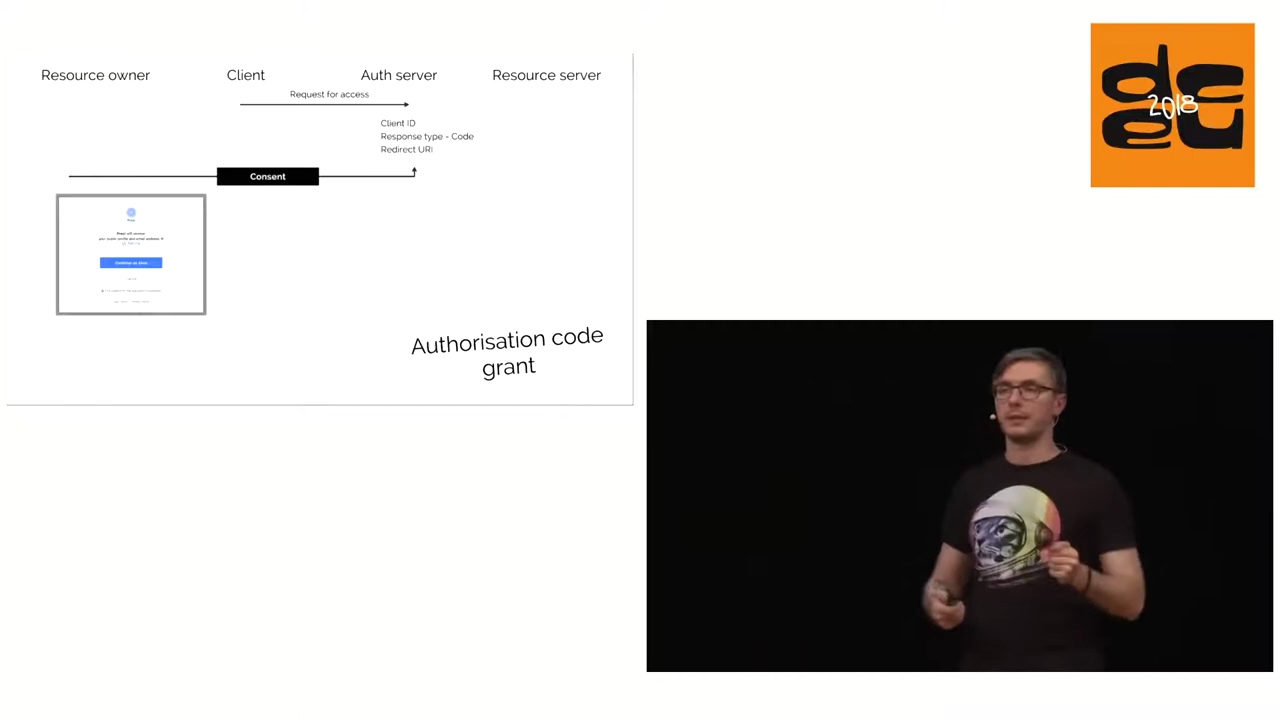 Resource owner
Client
Auth server
Resource server
Request for access
Client ID
Response type - Code
Redirect URI
Consent
Authorisation code
grant
2018